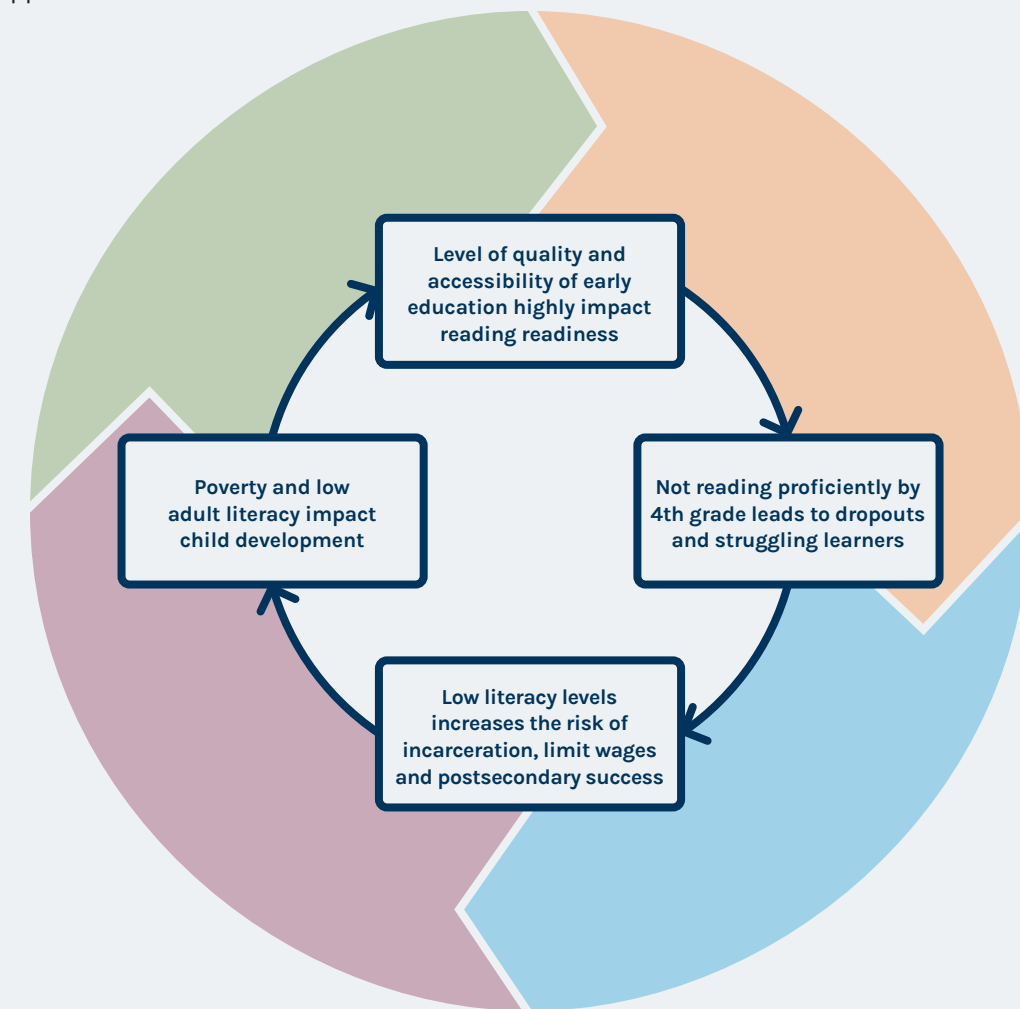 Level of quality and
accessibility of early
education highly impact
reading readiness
Not reading proficiently by
4th grade leads to dropouts
and struggling learners
Low literacy levels
increases the risk of
incarceration, limit wages
and postsecondary success
Poverty and low
adult literacy impact
child development